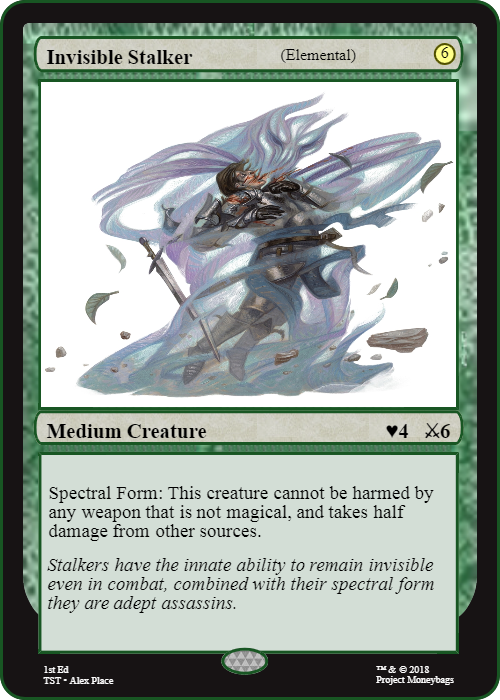 Invisible Stalker (Elemental) 6
Medium Creature ♥4 ⚔6
Spectral Form: This creature cannot be harmed by
any weapon that is not magical, and takes half
damage from other sources.
Stalkers have the innate ability to remain invisible
even in combat, combined with their spectral form
they are adept assassins.
1st Ed ™ & © 2018
TST • Alex Place Project Moneybags